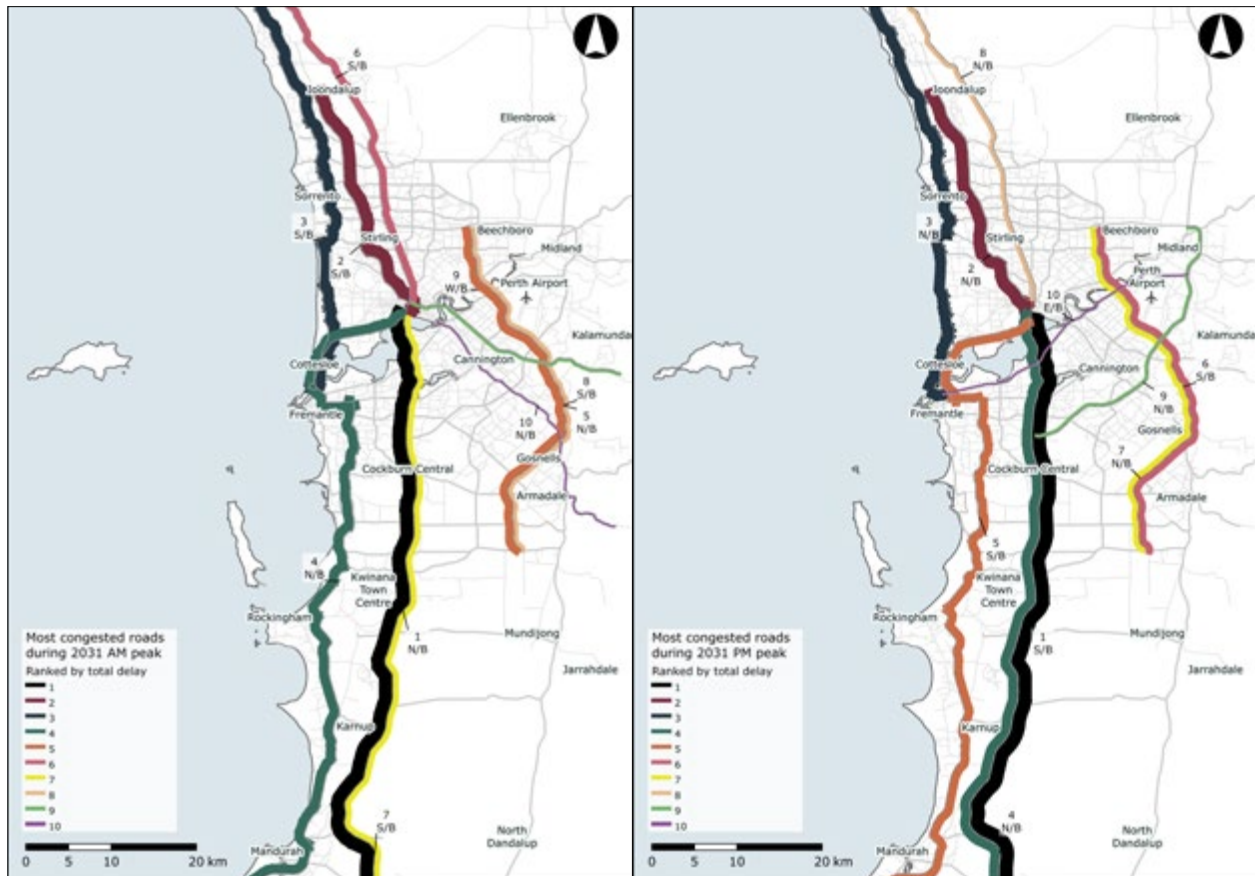 6
S/B
Joondalup
Ellenbrook
Sorrento
3
S/B
Stirling
2
S/B
Beechboro
Midland
9
W/B
Perth Airport
Kalamunda
Cottesloe
Cannington
Fremantle
8
S/B
5
N/B
10
N/B
Gosnells
Cockburn Central
Armadale
4
N/B
Kwinana
Town
Centre
Rockingham
1
N/B
Mundijong
Jarrahdale
Most congested roads
during 2031 AM peak
Ranked by total delay
1
2
3
4
5
6
7
8
9
10
Karnup
7
S/B
North
Dandalup
Mandurah
0 5 10 20 km
8
N/B
Joondalup
Ellenbrook
Sorrento
3
N/B
Stirling
2
N/B
Beechboro
Midland
Perth
Airport
10
E/B
Kalamunda
Cottesloe
Cannington
6
S/B
Fremantle
9
N/B
Gosnells
7
N/B
Cockburn Central
Armadale
5
S/B
Kwinana
Town
Centre
Rockingham
1
S/B
Mundijong
Jarrahdale
Most congested roads
during 2031 PM peak
Ranked by total delay
1
2
3
4
5
6
7
8
9
10
Karnup
4
N/B
North
Dandalup
Mandurah
0 5 10 20 km